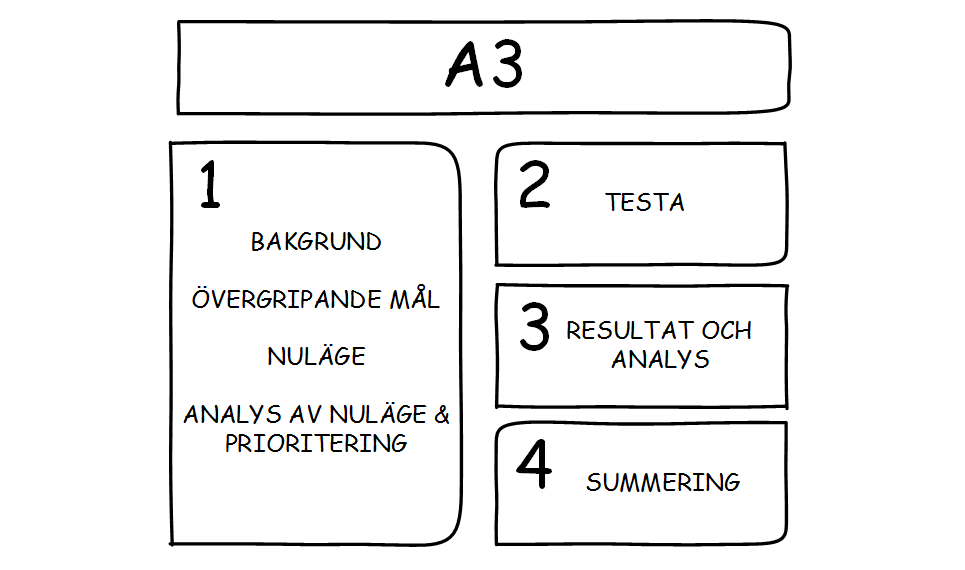 A3
1
BAKGRUND
ÖVERGRIPANDE MÅL
NULÄGE
ANALYS AV NULÄGE &
PRIORITERING
2
TESTA
3
RESULTAT OCH
ANALYS
4
SUMMERING